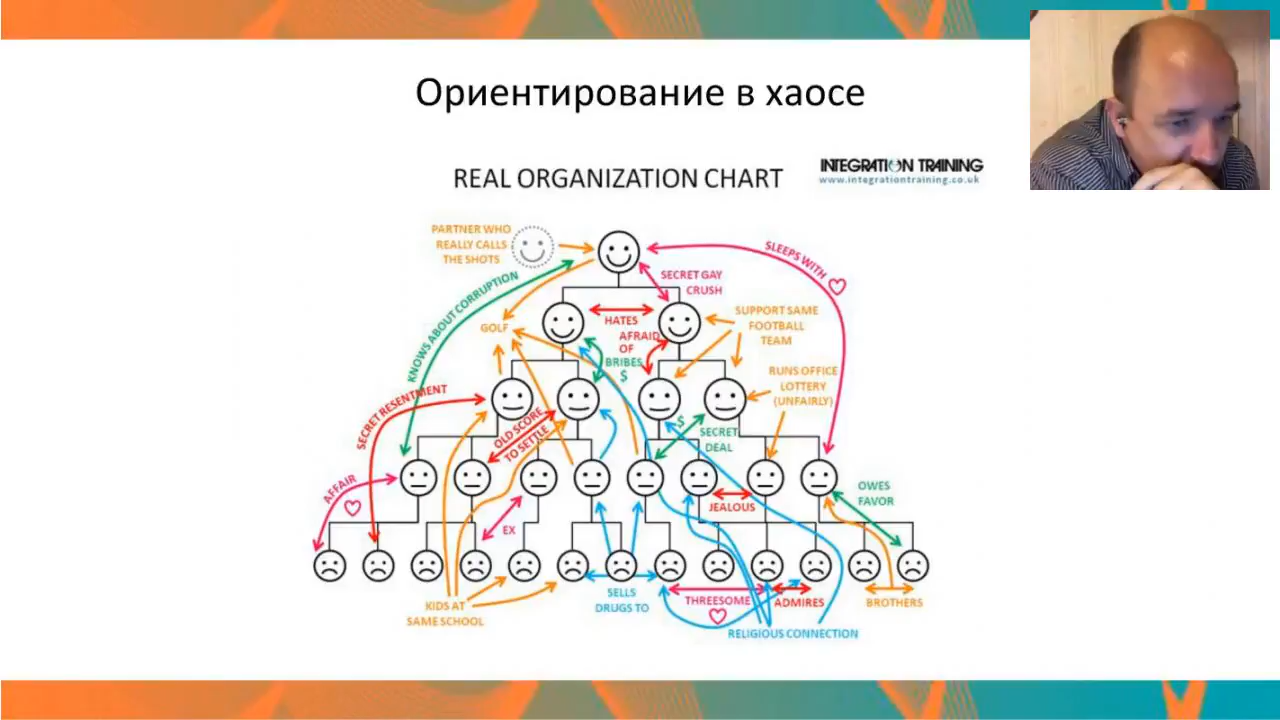 Ориентирование в хаосе
REAL ORGANIZATION CHART
INTEGRATION TRAINING
www.integrationtraining.co.uk
PARTNER WHO
REALLY CALLS
THE SHOTS
SLEEPS WITH
SECRET GAY
CRUSH
KNOWS ABOUT CORRUPTION
GOLF
HATES
AFRAID
OF
BRIBES
$
SUPPORT SAME
FOOTBALL
TEAM
RUNS OFFICE
LOTTERY
(UNFAIRLY)
SECRET RESENTMENT
OLD SCORE
TO SETTLE
$
SECRET
DEAL
AFFAIR
EX
JEALOUS
OWES
FAVOR
KIDS AT
SAME SCHOOL
SELLS
DRUGS TO
THREESOME
ADMIRES
BROTHERS
RELIGIOUS CONNECTION